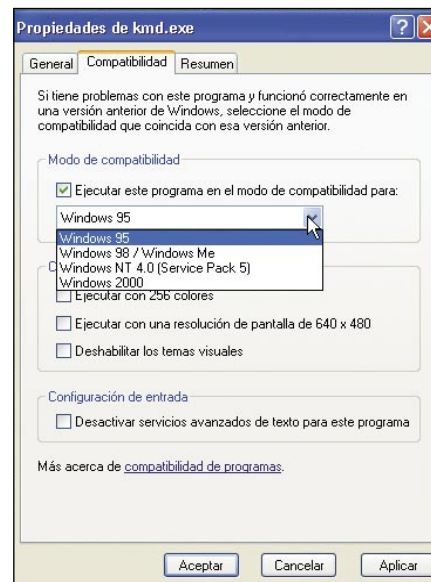 Propiedades de kmd.exe
General Compatibilidad Resumen
Si tiene problemas con este programa y funcionó correctamente en
una versión anterior de Windows, seleccione el modo de
compatibilidad que coincida con esa versión anterior.
Modo de compatibilidad
Ejecutar este programa en el modo de compatibilidad para:
Windows 95
Windows 95
Windows 98 / Windows Me
Windows NT 4.0 (Service Pack 5)
Windows 2000
Ejecutar con 256 colores
Ejecutar con una resolución de pantalla de 640 x 480
Deshabilitar los temas visuales
Configuración de entrada
Desactivar servicios avanzados de texto para este programa
Más acerca de compatibilidad de programas.
Aceptar Cancelar Aplicar